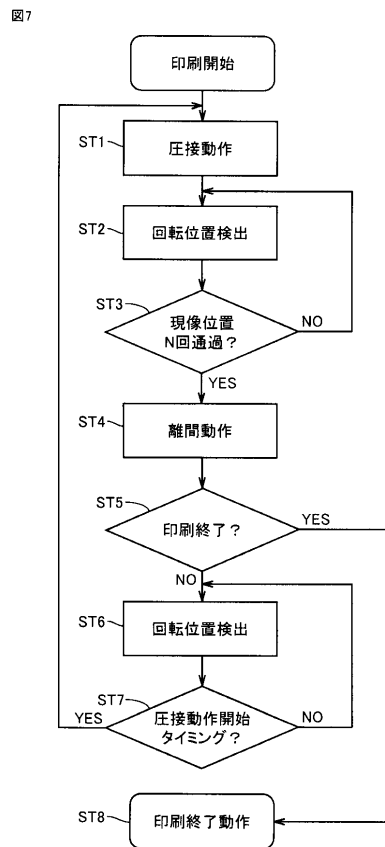 図7
印刷開始
ST1
圧接動作
ST2
回転位置検出
ST3
現像位置
N回通過？
NO
YES
ST4
離間動作
ST5
印刷終了？
YES
NO
ST6
回転位置検出
ST7
圧接動作開始
タイミング？
YES
NO
ST8
印刷終了動作